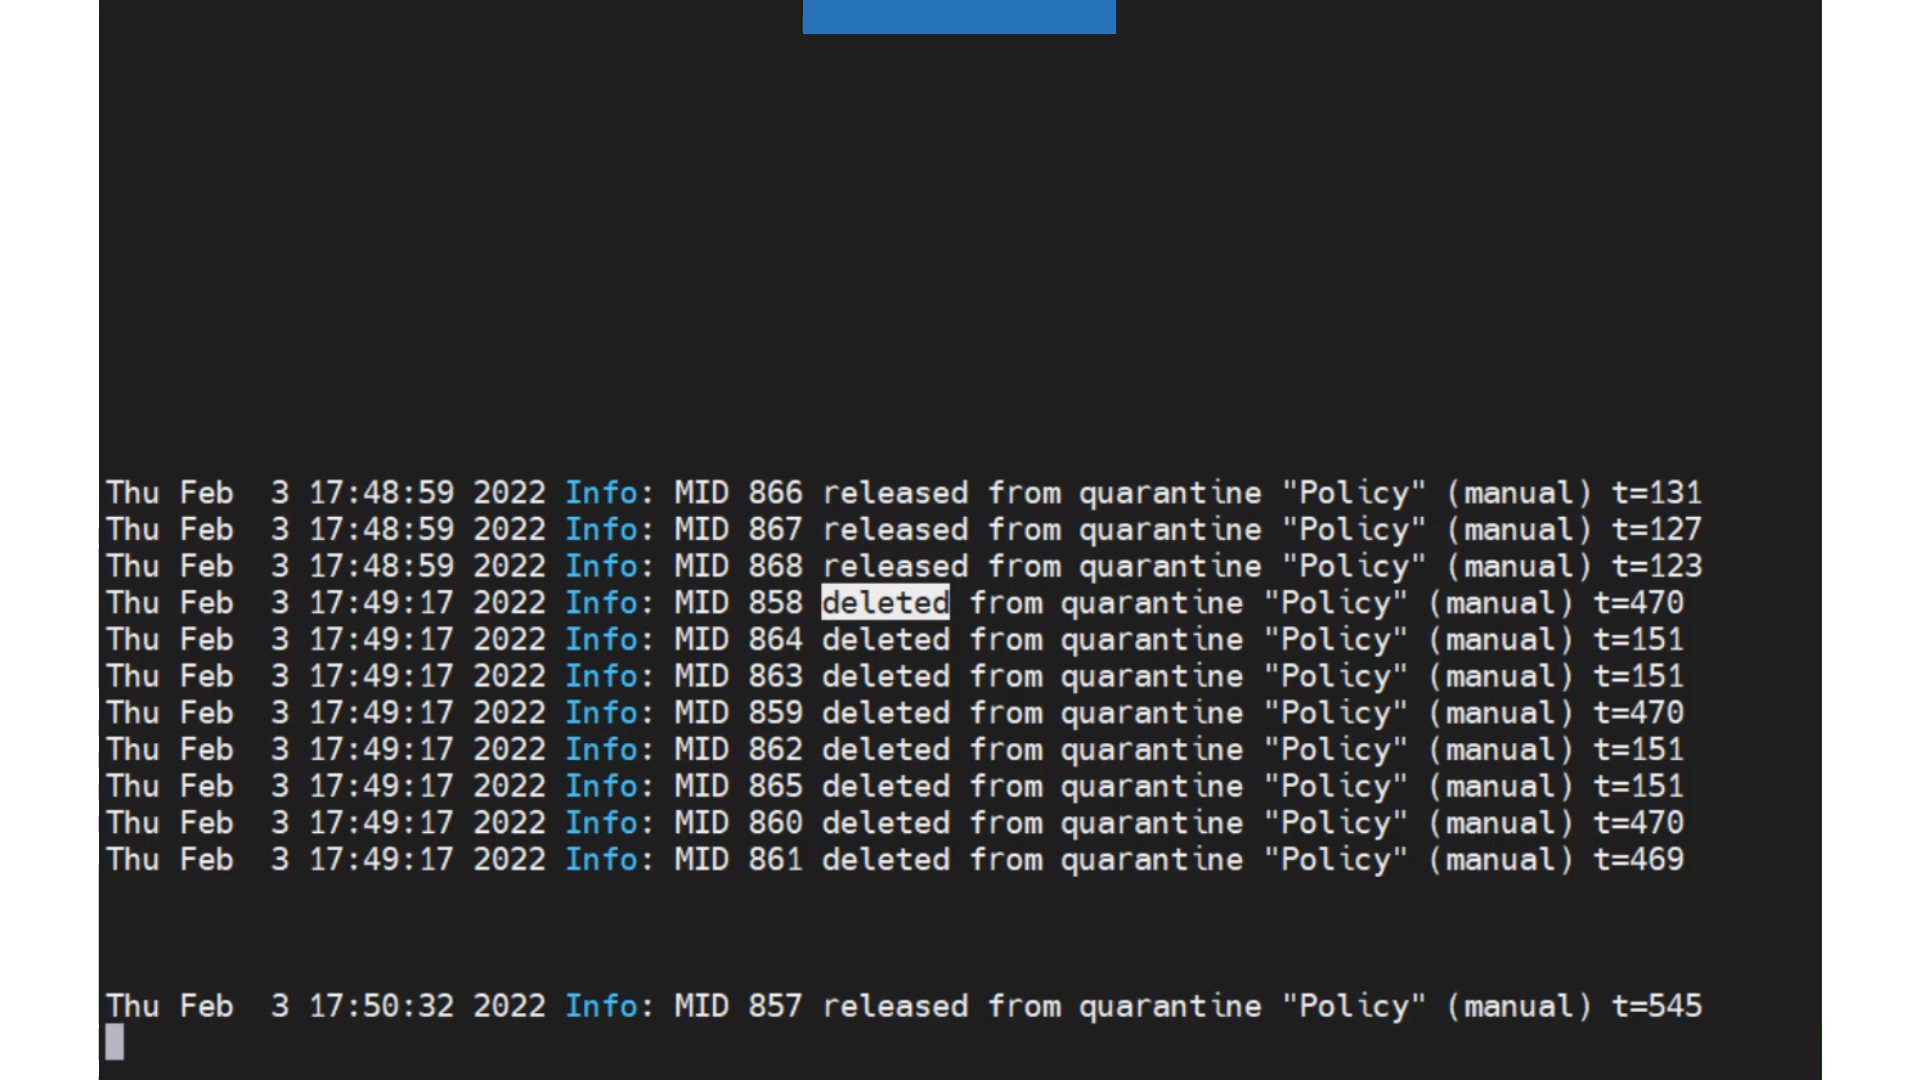 Thu Feb  3 17:48:59 2022 Info: MID 866 released from quarantine "Policy" (manual) t=131
Thu Feb  3 17:48:59 2022 Info: MID 867 released from quarantine "Policy" (manual) t=127
Thu Feb  3 17:48:59 2022 Info: MID 868 released from quarantine "Policy" (manual) t=123
Thu Feb  3 17:49:17 2022 Info: MID 858 deleted from quarantine "Policy" (manual) t=470
Thu Feb  3 17:49:17 2022 Info: MID 864 deleted from quarantine "Policy" (manual) t=151
Thu Feb  3 17:49:17 2022 Info: MID 863 deleted from quarantine "Policy" (manual) t=151
Thu Feb  3 17:49:17 2022 Info: MID 859 deleted from quarantine "Policy" (manual) t=470
Thu Feb  3 17:49:17 2022 Info: MID 862 deleted from quarantine "Policy" (manual) t=151
Thu Feb  3 17:49:17 2022 Info: MID 865 deleted from quarantine "Policy" (manual) t=151
Thu Feb  3 17:49:17 2022 Info: MID 860 deleted from quarantine "Policy" (manual) t=470
Thu Feb  3 17:49:17 2022 Info: MID 861 deleted from quarantine "Policy" (manual) t=469
Thu Feb  3 17:50:32 2022 Info: MID 857 released from quarantine "Policy" (manual) t=545